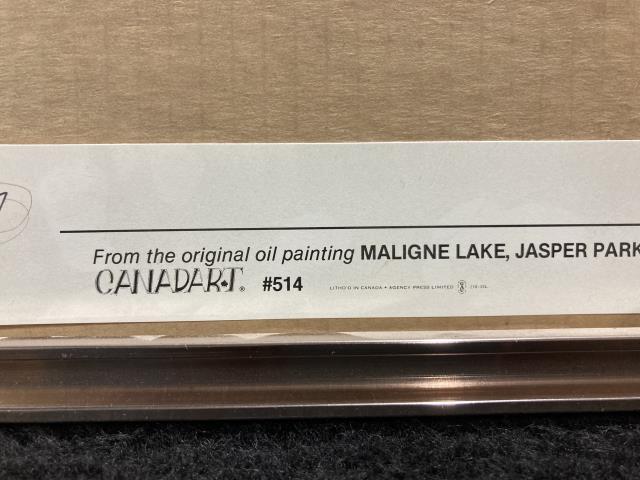 From the original oil painting MALIGNE LAKE, JASPER PARK
CANADART. ® #514 LITHO'D IN CANADA • AGENCY PRESS LIMITED